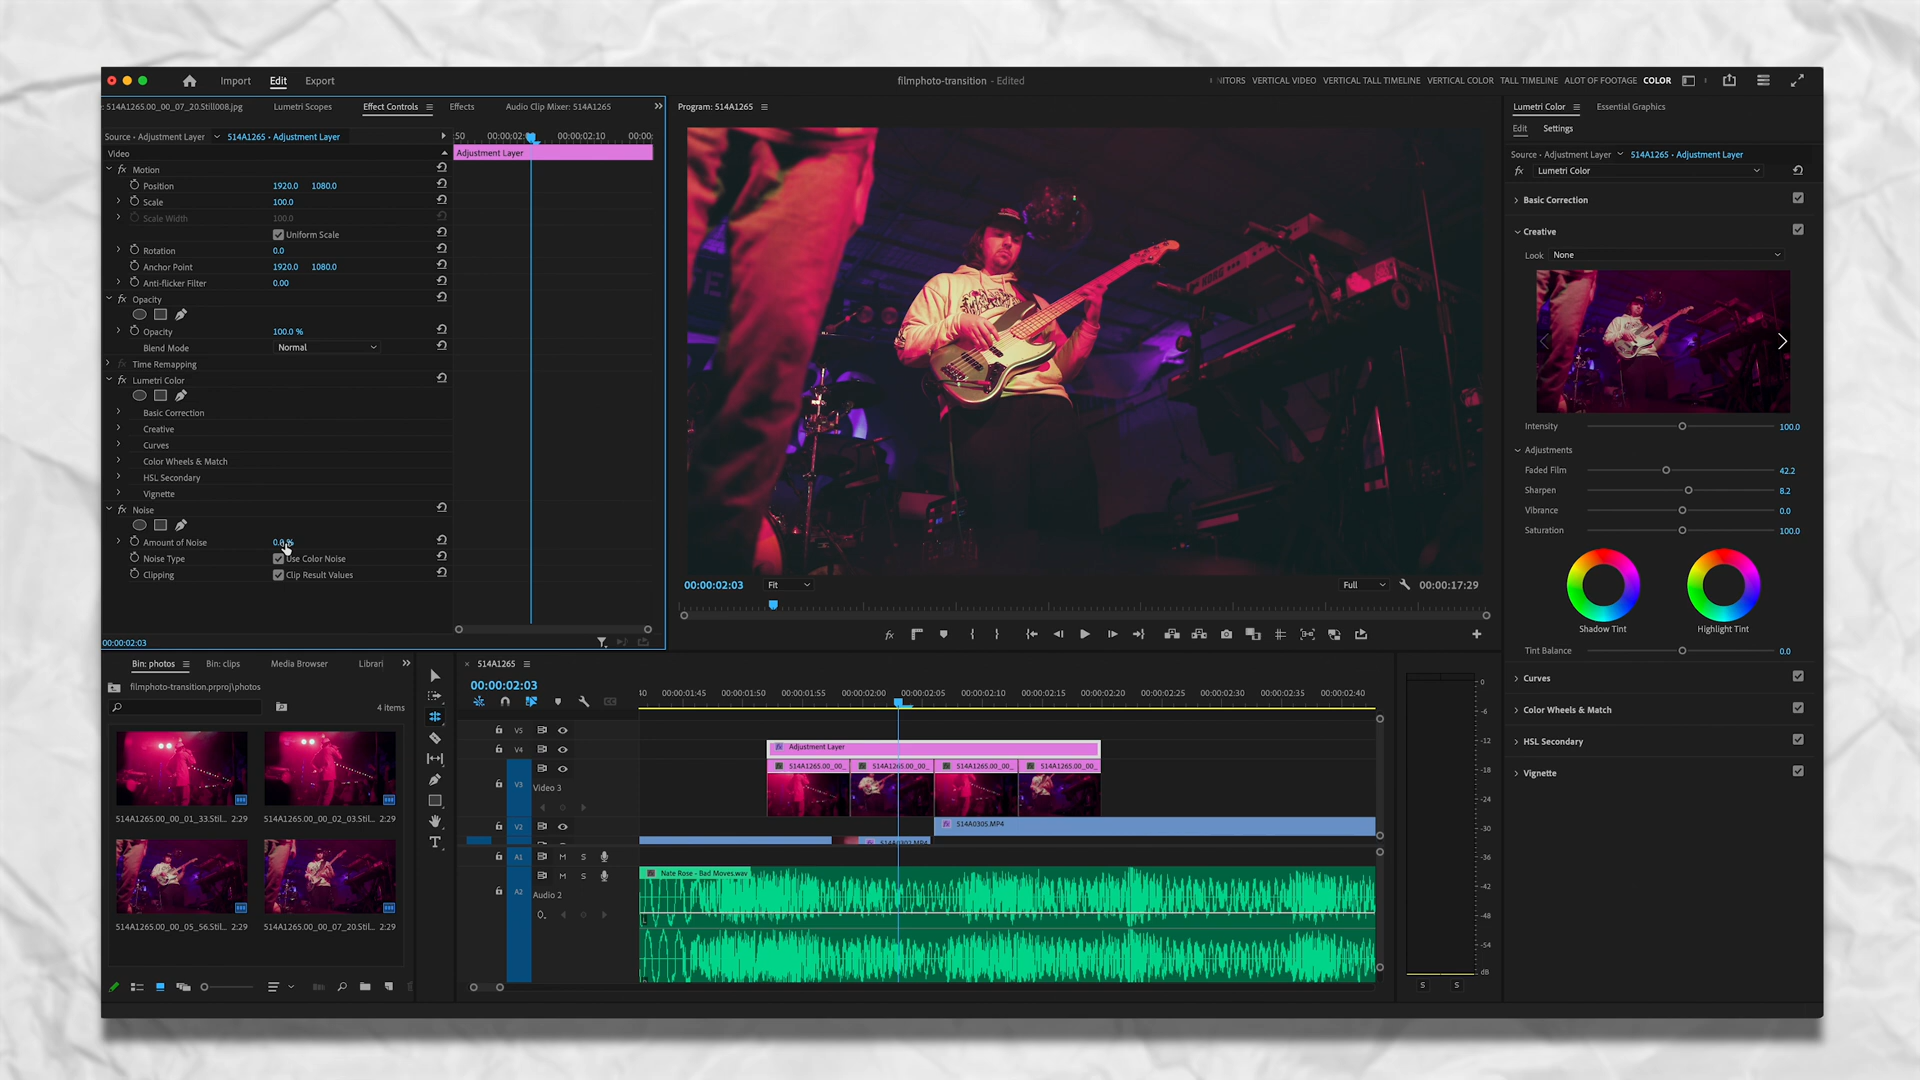 Import Edit Export
filmphoto-transition - Edited
NITORS VERTICAL VIDEO VERTICAL TALL TIMELINE VERTICAL COLOR TALL TIMELINE ALOT OF FOOTAGE COLOR
: 514A1265.00_00_07_20.Still008.jpg Lumetri Scopes Effect Controls Effects Audio Clip Mixer: 514A1265
Source • Adjustment Layer 514A1265 • Adjustment Layer
:50 00:00:02:10 00:00:
Video
Adjustment Layer
fx Motion
Position 1920.0 1080.0
Scale 100.0
Scale Width 100.0
Uniform Scale
Rotation 0.0
Anchor Point 1920.0 1080.0
Anti-flicker Filter 0.00
fx Opacity
Opacity 100.0 %
Blend Mode Normal
fx Time Remapping
fx Lumetri Color
Basic Correction
Creative
Curves
Color Wheels & Match
HSL Secondary
Vignette
fx Noise
Amount of Noise
Noise Type Use Color Noise
Clipping Clip Result Values
00:00:02:03
Program: 514A1265
00:00:02:03 Fit Full 00:00:17:29
fx
Lumetri Color Essential Graphics
Edit Settings
Source • Adjustment Layer 514A1265 • Adjustment Layer
fx Lumetri Color
Basic Correction
Creative
Look None
Intensity 100.0
Adjustments
Faded Film 42.2
Sharpen 8.2
Vibrance 0.0
Saturation 100.0
Shadow Tint Highlight Tint
Tint Balance 0.0
Curves
Color Wheels & Match
HSL Secondary
Vignette
Bin: photos Bin: clips Media Browser Librari
filmphoto-transition.prproj\photos
4 items
514A1265.00_00_01_33.Stil... 2:29 514A1265.00_00_02_03.Stil... 2:29
514A1265.00_00_05_56.Stil... 2:29 514A1265.00_00_07_20.Stil... 2:29
T
514A1265
00:00:02:03
:40 00:00:01:45 00:00:01:50 00:00:01:55 00:00:02:00 00:00:02:05 00:00:02:10 00:00:02:15 00:00:02:20 00:00:02:25 00:00:02:30 00:00:02:35 00:00:02:40
V5
V4 fx Adjustment Layer
514A1265.00_00_ 514A1265.00_00_ 514A1265.00_00_ 514A1265.00_00_
V3 Video 3
V2 fx 514A0305.MP4
A1 M S
M S Nate Rose - Bad Moves.wav
A2 Audio 2
0
-6
-12
-18
-24
-30
-36
-42
-48
-54
dB
S S